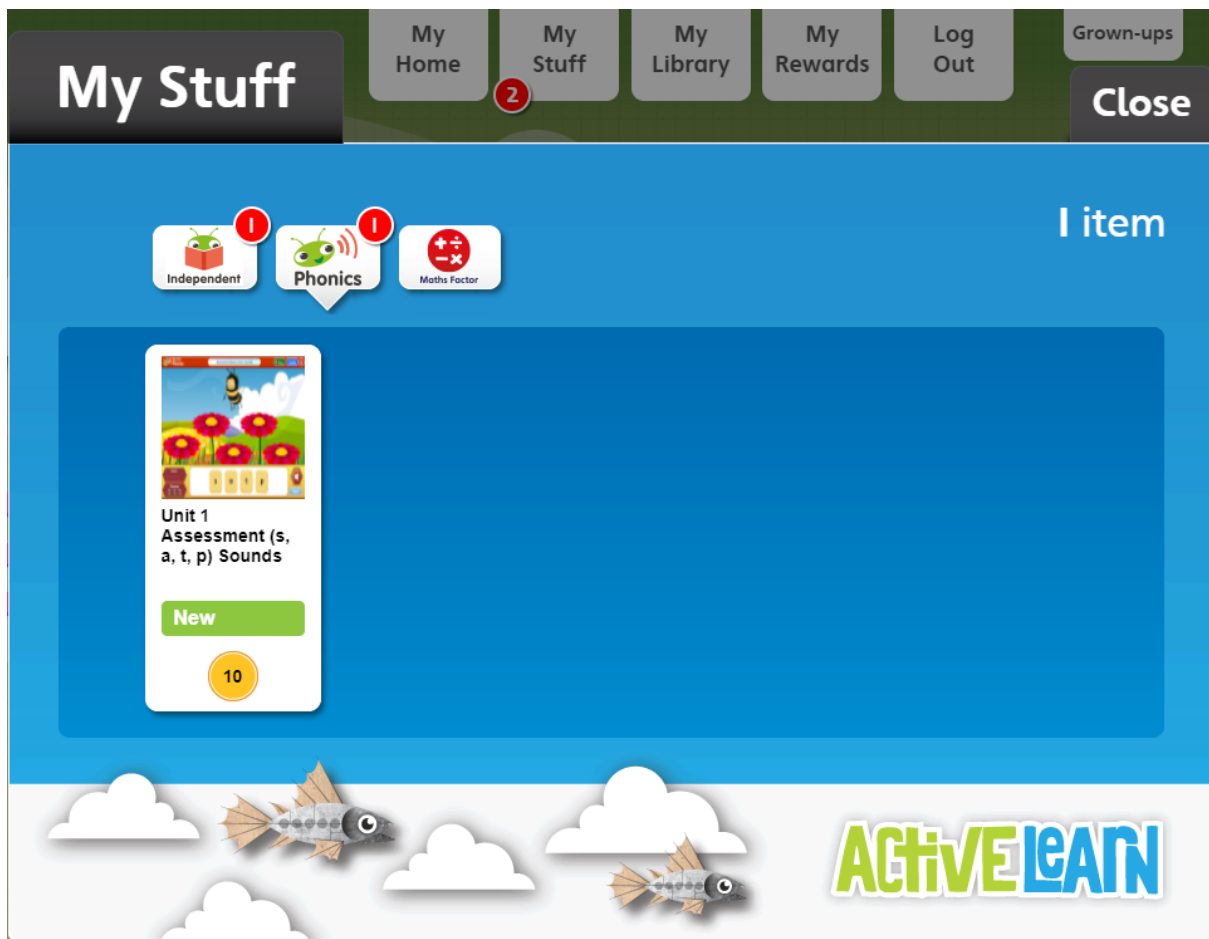 My Stuff
My Home
My Stuff
2
My Library
My Rewards
Log Out
Grown-ups
Close
1 item
Independent
1
Phonics
1
Maths Factor
Unit 1
Assessment (s,
a, t, p) Sounds
New
10
ACTIVE LEARN